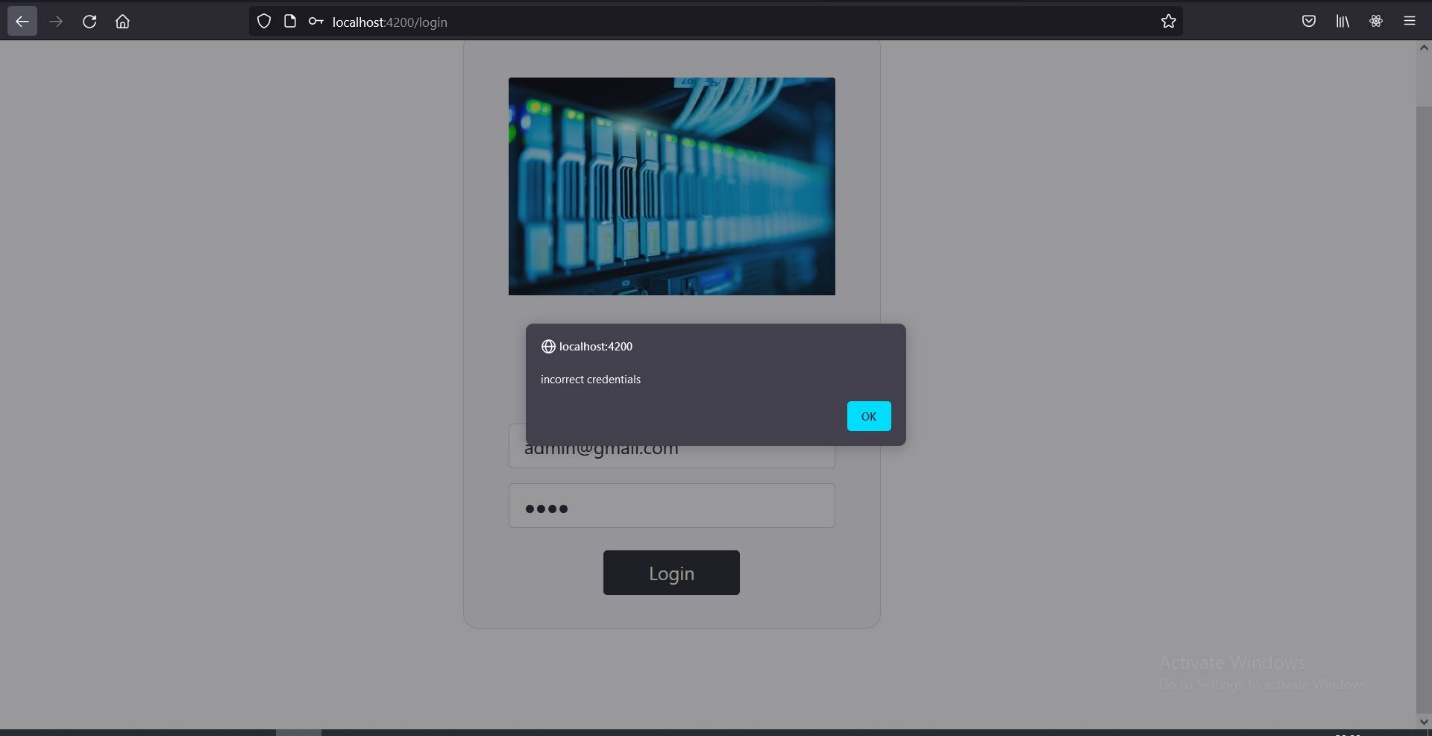 localhost:4200/login
localhost:4200
incorrect credentials
OK
admin@gmail.com
Login
Activate Windows
Go to Settings to activate Windows.